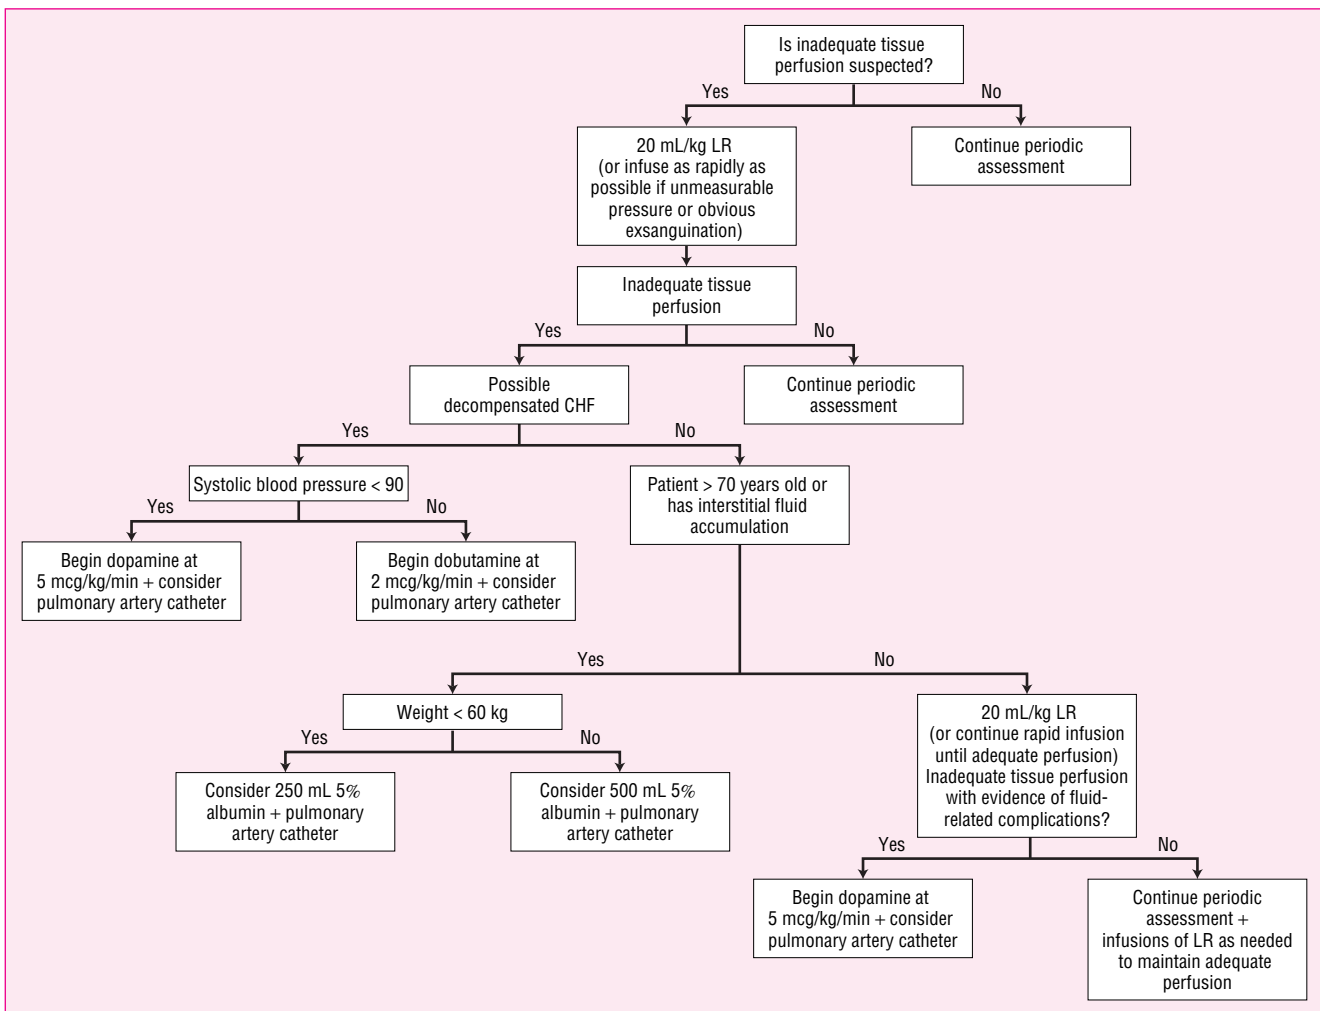 Is inadequate tissue
perfusion suspected?
Yes
No
20 mL/kg LR
(or infuse as rapidly as
possible if unmeasurable
pressure or obvious
exsanguination)
Continue periodic
assessment
Inadequate tissue
perfusion
Yes
No
Possible
decompensated CHF
Continue periodic
assessment
Yes
No
Systolic blood pressure < 90
Patient > 70 years old or
has interstitial fluid
accumulation
Yes
No
Begin dopamine at
5 mcg/kg/min + consider
pulmonary artery catheter
Begin dobutamine at
2 mcg/kg/min + consider
pulmonary artery catheter
Yes
No
Weight < 60 kg
20 mL/kg LR
(or continue rapid infusion
until adequate perfusion)
Inadequate tissue perfusion
with evidence of fluid-
related complications?
Yes
No
Consider 250 mL 5%
albumin + pulmonary
artery catheter
Consider 500 mL 5%
albumin + pulmonary
artery catheter
Yes
No
Begin dopamine at
5 mcg/kg/min + consider
pulmonary artery catheter
Continue periodic
assessment +
infusions of LR as needed
to maintain adequate
perfusion